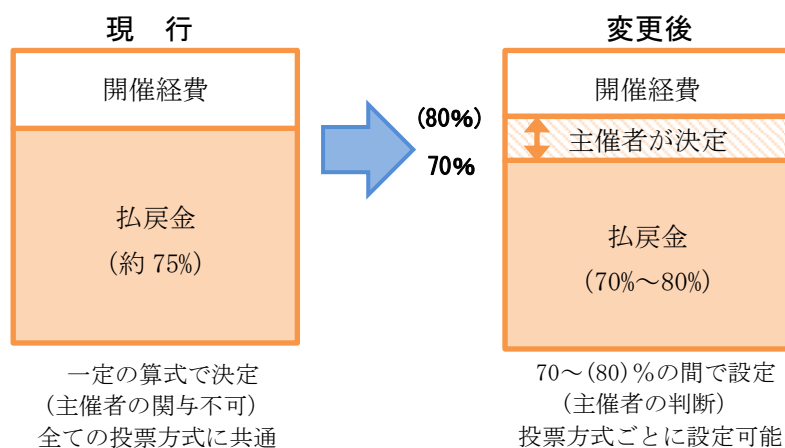 現　行
開催経費
払戻金
(約 75%)
一定の算式で決定
(主催者の関与不可)
全ての投票方式に共通
(80%)
70%
変更後
開催経費
主催者が決定
払戻金
(70%～80%)
70～(80)％の間で設定
(主催者の判断)
投票方式ごとに設定可能